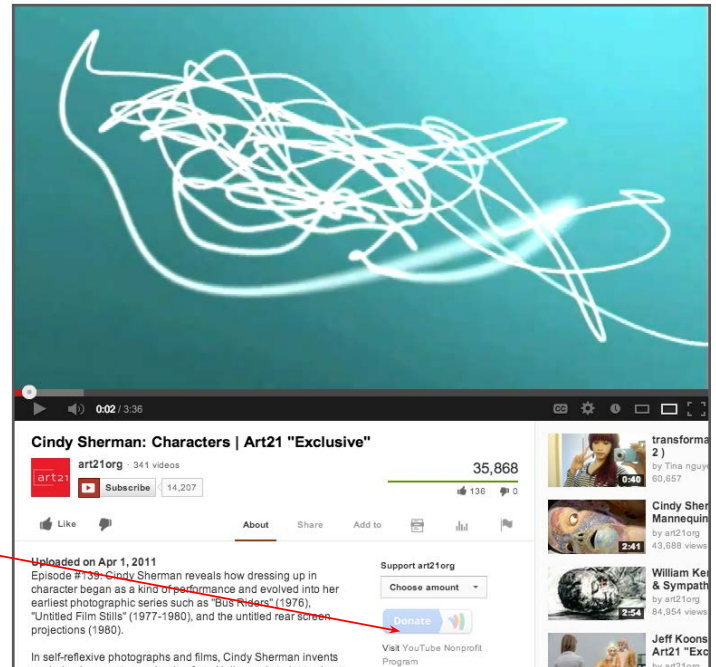 0:02 / 3:36
CC
Cindy Sherman: Characters | Art21 "Exclusive"
art21
art21org · 341 videos
Subscribe 14,207
35,868
136 0
Like
About Share Add to
Uploaded on Apr 1, 2011
Episode #139: Cindy Sherman reveals how dressing up in
character began as a kind of performance and evolved into her
earliest photographic series such as "Bus Riders" (1976),
"Untitled Film Stills" (1977-1980), and the untitled rear screen
projections (1980).
In self-reflexive photographs and films, Cindy Sherman invents
Support art21org
Choose amount
Donate
Visit YouTube Nonprofit
Program
transforma
2 )
by Tina nguye
60,657
0:40
Cindy Sher
Mannequin
by art21org
43,688 views
2:41
William Ke
& Sympath
by art21org
84,954 views
2:54
Jeff Koons
Art21 "Exc
by art21org